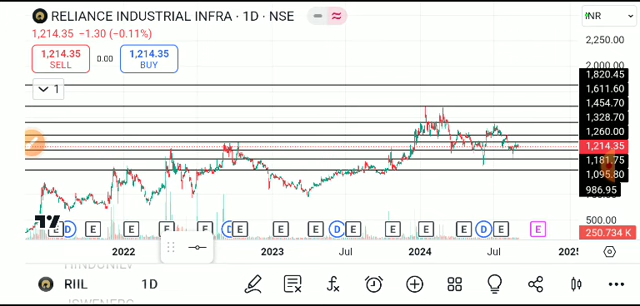 RELIANCE INDUSTRIAL INFRA · 1D · NSE
INR
1,214.35 −1.30 (−0.11%)
2,250.00
1,214.35
SELL
0.00
1,214.35
BUY
2,000.00
1,820.45
1
1,611.60
1,454.70
1,328.70
1,260.00
1,214.35
1,181.75
1,095.80
986.95
500.00
250.734 K
E D E E E D E E E D E E E D E E
2022
2023
Jul
2024
Jul
2025
RIIL 1D